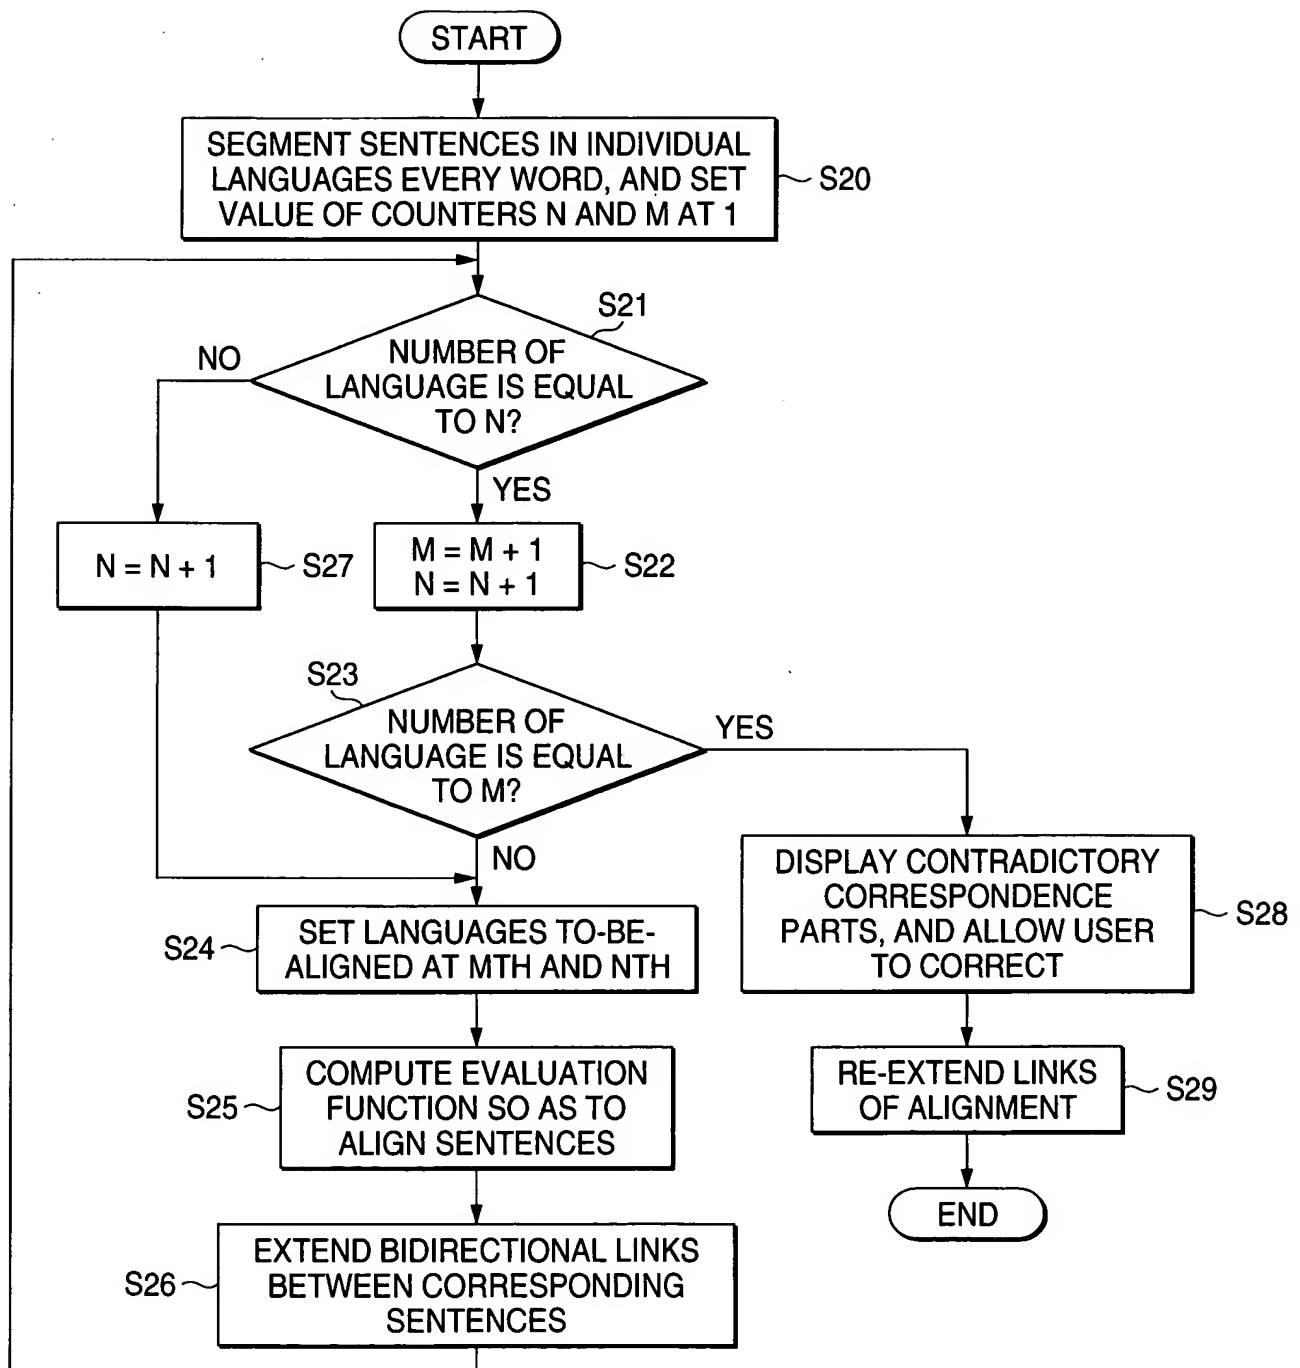 START
SEGMENT SENTENCES IN INDIVIDUAL
LANGUAGES EVERY WORD, AND SET
VALUE OF COUNTERS N AND M AT 1
S20
S21
NUMBER OF
LANGUAGE IS EQUAL
TO N?
NO
YES
N = N + 1
S27
M = M + 1
N = N + 1
S22
S23
NUMBER OF
LANGUAGE IS EQUAL
TO M?
YES
NO
DISPLAY CONTRADICTORY
CORRESPONDENCE
PARTS, AND ALLOW USER
TO CORRECT
S28
S24
SET LANGUAGES TO-BE-
ALIGNED AT MTH AND NTH
S25
COMPUTE EVALUATION
FUNCTION SO AS TO
ALIGN SENTENCES
RE-EXTEND LINKS
OF ALIGNMENT
S29
END
S26
EXTEND BIDIRECTIONAL LINKS
BETWEEN CORRESPONDING
SENTENCES